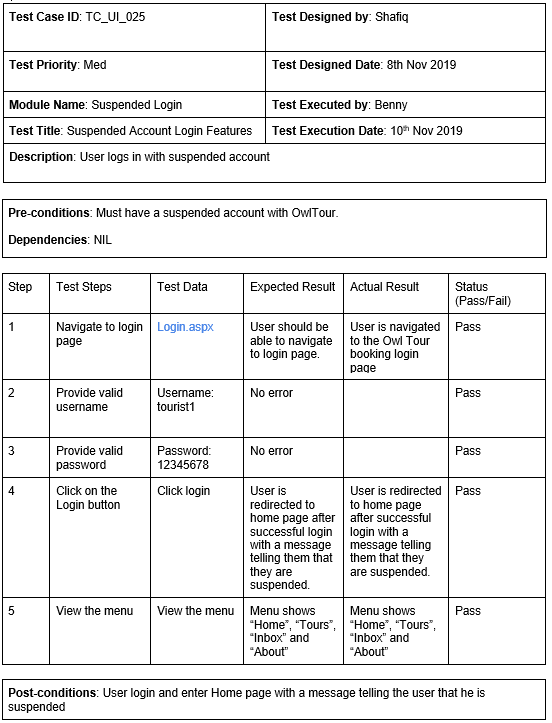 Test Case ID: TC_UI_025
Test Designed by: Shafiq
Test Priority: Med
Test Designed Date: 8th Nov 2019
Module Name: Suspended Login
Test Executed by: Benny
Test Title: Suspended Account Login Features
Test Execution Date: 10th Nov 2019
Description: User logs in with suspended account
Pre-conditions: Must have a suspended account with OwlTour.
Dependencies: NIL
Step
Test Steps
Test Data
Expected Result
Actual Result
Status
(Pass/Fail)
1
Navigate to login
page
Login.aspx
User should be
able to navigate
to login page.
User is navigated
to the Owl Tour
booking login
page
Pass
2
Provide valid
username
Username:
tourist1
No error
Pass
3
Provide valid
password
Password:
12345678
No error
Pass
4
Click on the
Login button
Click login
User is
redirected to
home page after
successful login
with a message
telling them that
they are
suspended.
User is redirected
to home page
after successful
login with a
message telling
them that they
are suspended.
Pass
5
View the menu
View the menu
Menu shows
“Home”, “Tours”,
“Inbox” and
“About”
Menu shows
“Home”, “Tours”,
“Inbox” and
“About”
Pass
Post-conditions: User login and enter Home page with a message telling the user that he is
suspended